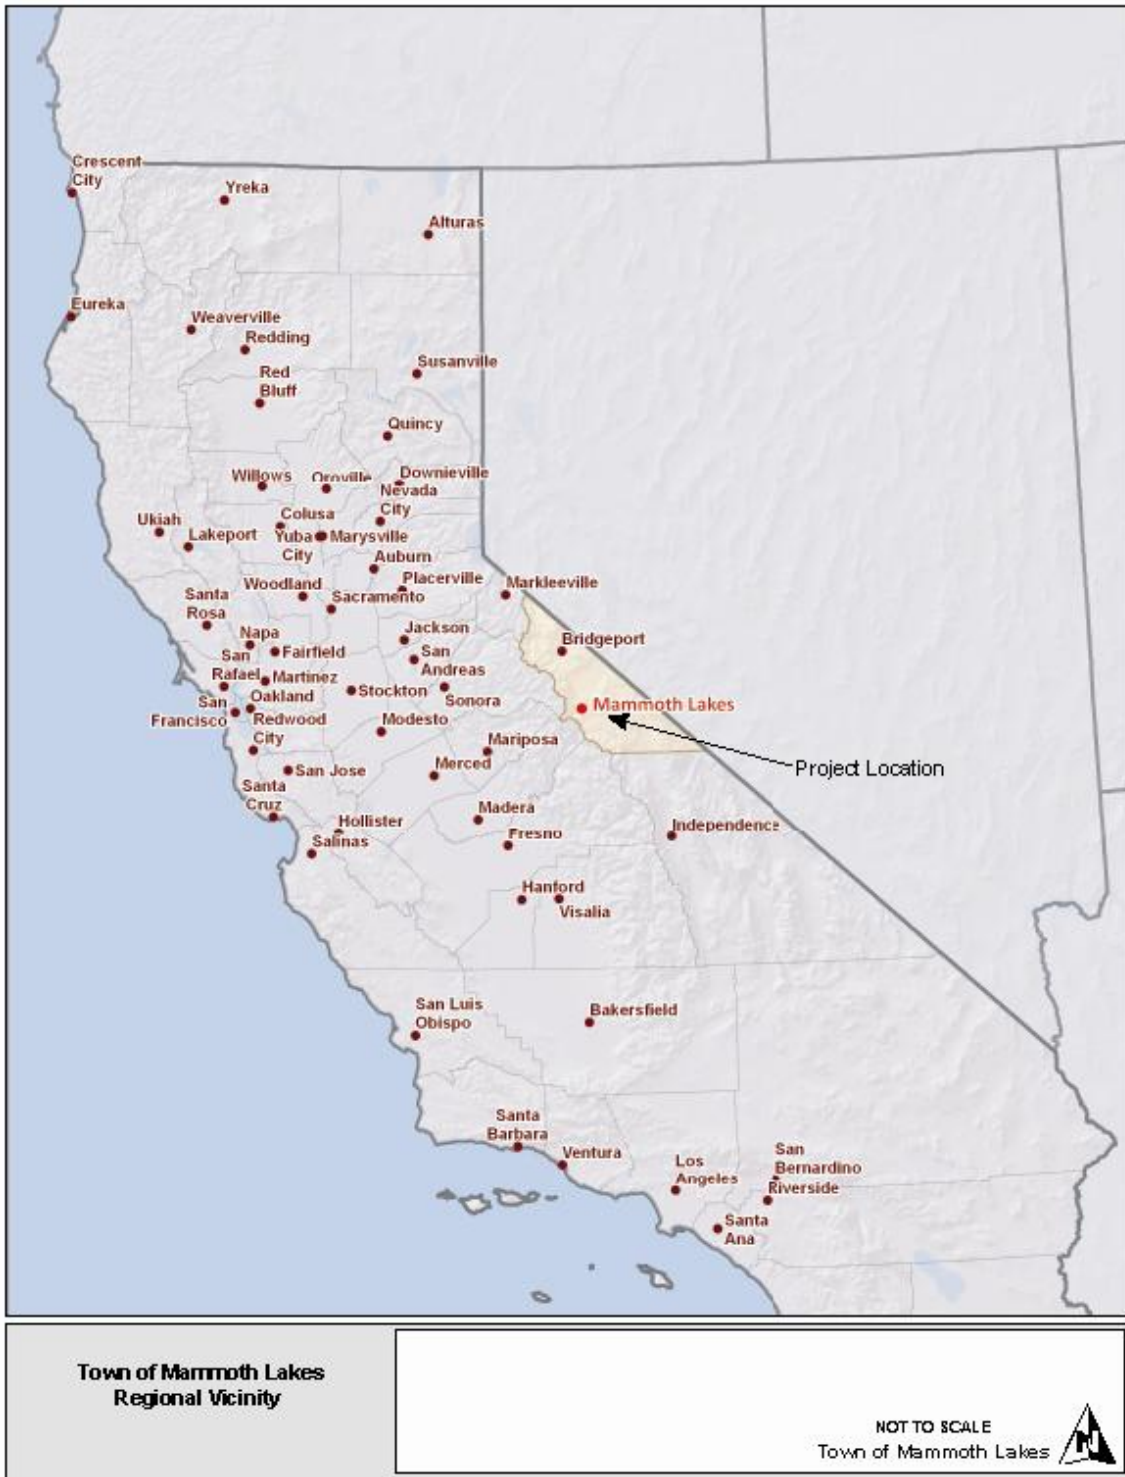 Crescent
City
Yreka
Alturas
Eureka
Weaverville
Redding
Red
Bluff
Susanville
Quincy
Willows
Oroville
Downieville
Nevada
City
Ukiah
Lakeport
Colusa
Yuba
City
Marysville
Auburn
Placerville
Markleeville
Woodland
Sacramento
Santa
Rosa
Napa
Fairfield
Jackson
San
Andreas
Bridgeport
San
Rafael
Martinez
Stockton
Sonora
Mammoth Lakes
San
Francisco
Oakland
Redwood
City
Modesto
Mariposa
Merced
Project Location
San Jose
Santa
Cruz
Hollister
Salinas
Madera
Fresno
Independence
Hanford
Visalia
San Luis
Obispo
Bakersfield
Santa
Barbara
Ventura
Los
Angeles
San
Bernardino
Riverside
Santa
Ana
Town of Mammoth Lakes
Regional Vicinity
NOT TO SCALE
Town of Mammoth Lakes
N